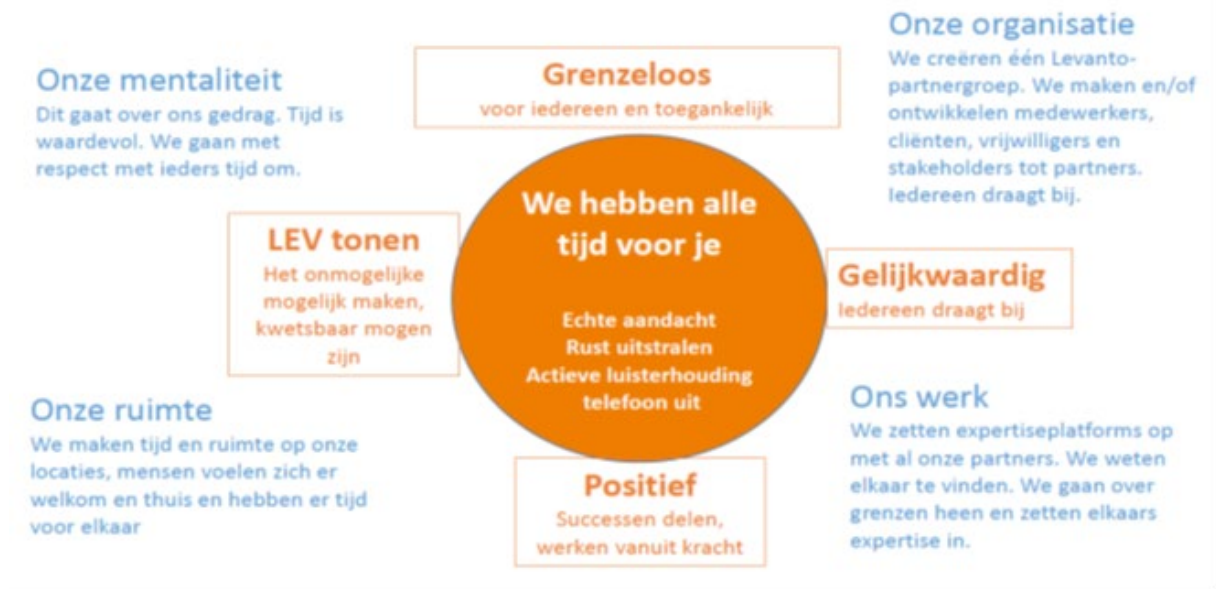 Onze mentaliteit
Dit gaat over ons gedrag. Tijd is
waardevol. We gaan met
respect met ieders tijd om.
Grenzeloos
voor iedereen en toegankelijk
Onze organisatie
We creëren één Levanto-
partnergroep. We maken en/of
ontwikkelen medewerkers,
cliënten, vrijwilligers en
stakeholders tot partners.
Iedereen draagt bij.
LEV tonen
Het onmogelijke
mogelijk maken,
kwetsbaar mogen
zijn
We hebben alle
tijd voor je
Echte aandacht
Rust uitstralen
Actieve luisterhouding
telefoon uit
Gelijkwaardig
Iedereen draagt bij
Onze ruimte
We maken tijd en ruimte op onze
locaties, mensen voelen zich er
welkom en thuis en hebben er tijd
voor elkaar
Positief
Successen delen,
werken vanuit kracht
Ons werk
We zetten expertiseplatforms op
met al onze partners. We weten
elkaar te vinden. We gaan over
grenzen heen en zetten elkaars
expertise in.